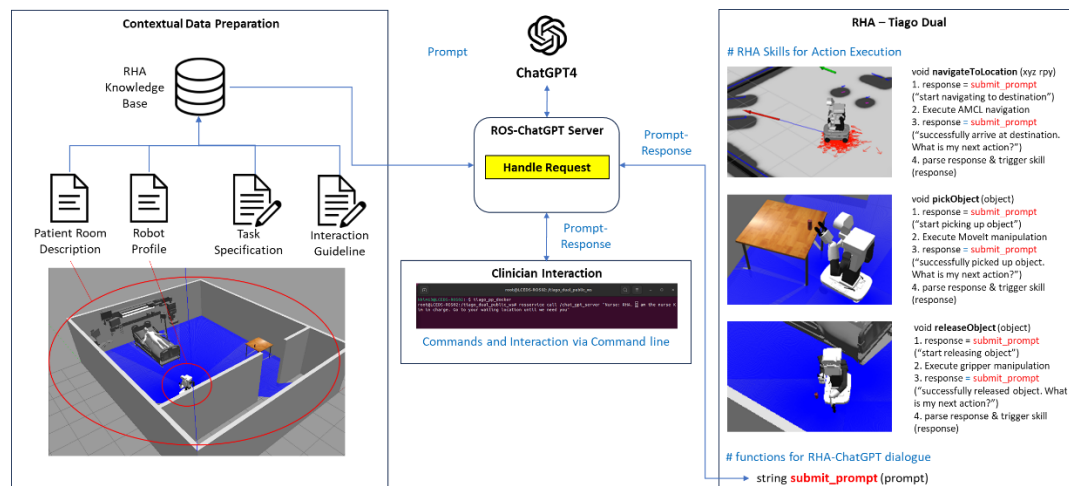 Contextual Data Preparation
RHA
Knowledge
Base
Patient Room
Description
Robot
Profile
Task
Specification
Interaction
Guideline
Prompt
ChatGPT4
ROS-ChatGPT Server
Handle Request
Prompt-
Response
Prompt-
Response
Clinician Interaction
Commands and Interaction via Command line
RHA – Tiago Dual
# RHA Skills for Action Execution
void navigateToLocation (xyz rpy)
1. response = submit_prompt
("start navigating to destination")
2. Execute AMCL navigation
3. response = submit_prompt
("successfully arrive at destination.
What is my next action?")
4. parse response & trigger skill
(response)
void pickObject (object)
1. response = submit_prompt
("start picking up object")
2. Execute MoveIt manipulation
3. response = submit_prompt
("successfully picked up object.
What is my next action?")
4. parse response & trigger skill
(response)
void releaseObject (object)
1. response = submit_prompt
("start releasing object")
2. Execute gripper manipulation
3. response = submit_prompt
("successfully released object. What
is my next action?")
4. parse response & trigger skill
(response)
# functions for RHA-ChatGPT dialogue
string submit_prompt (prompt)